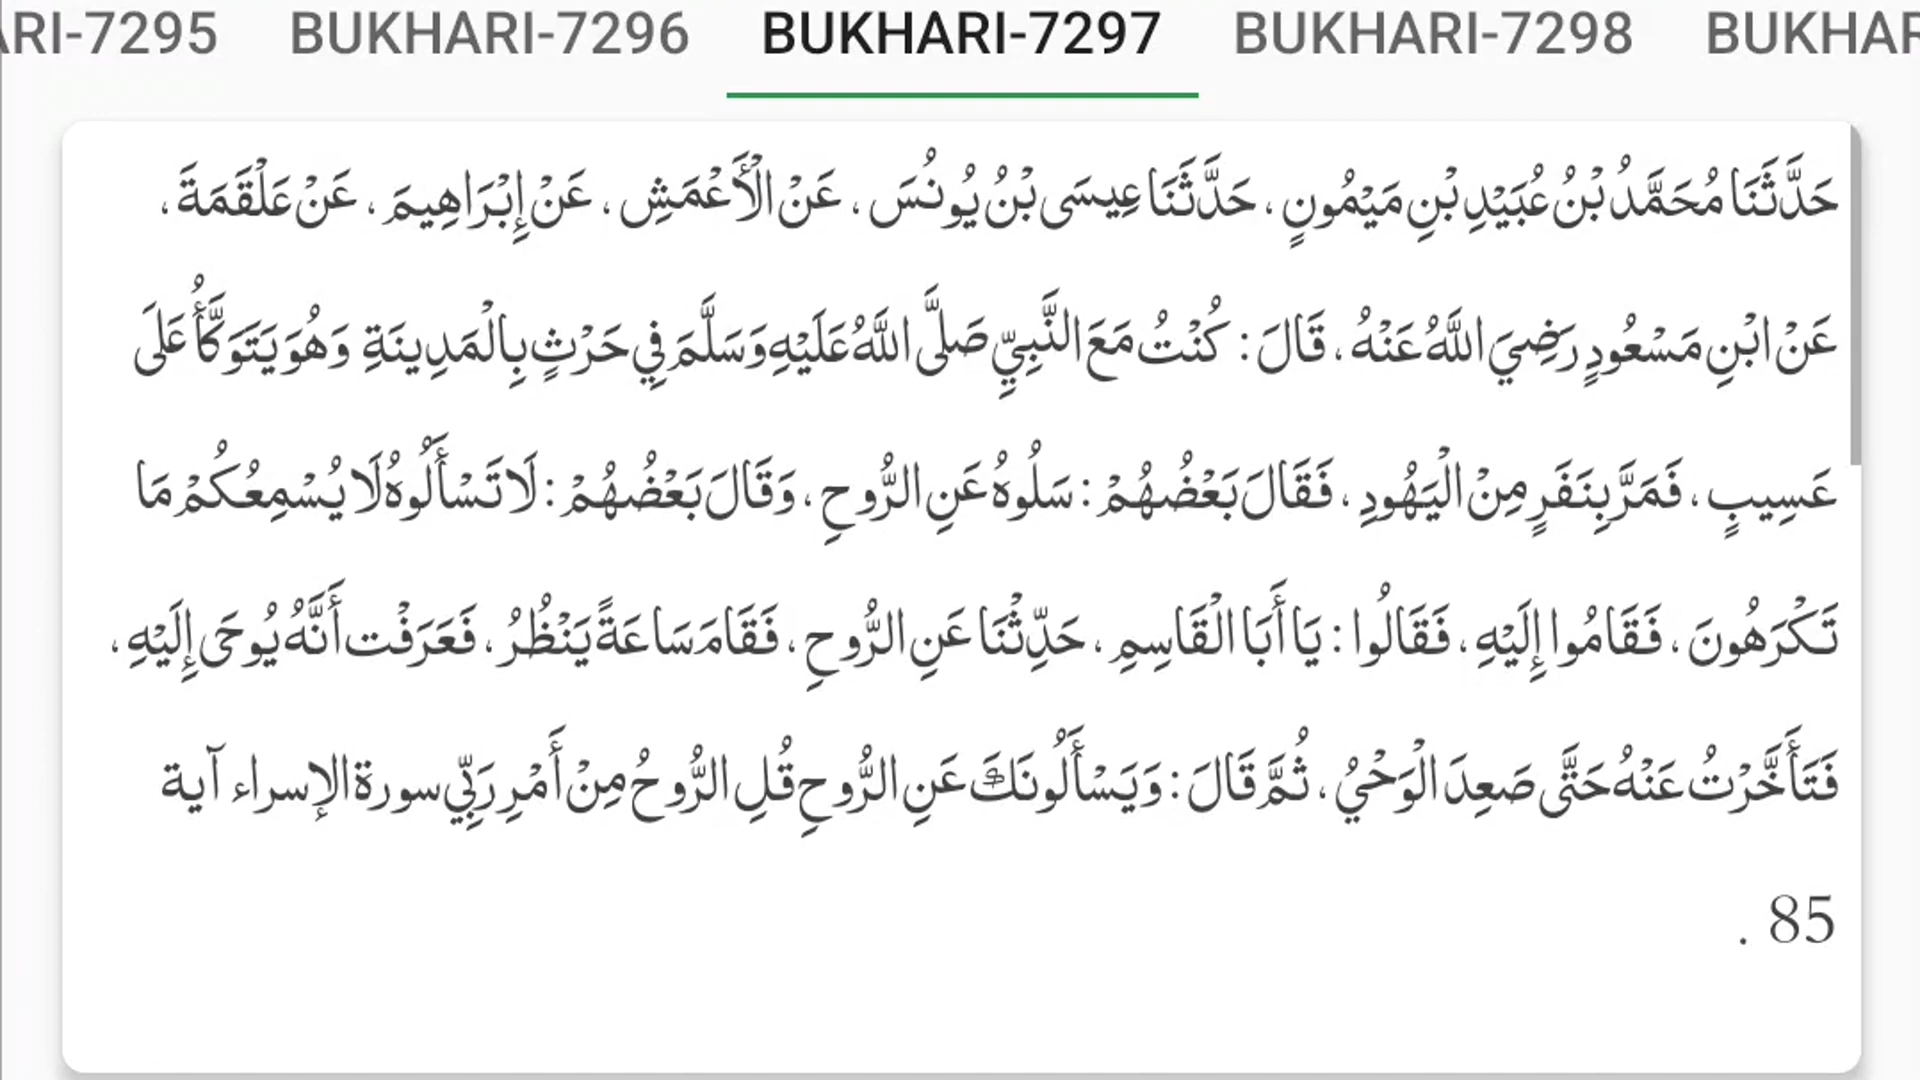 RI-7295 BUKHARI-7296 BUKHARI-7297 BUKHARI-7298 BUKHAR
حَدَّثَنَا مُحَمَّدُ بْنُ عُبَيْدِ بْنِ مَيْمُونٍ ، حَدَّثَنَا عِيسَى بْنُ يُونُسَ ، عَنْ الْأَعْمَشِ ، عَنْ إِبْرَاهِيمَ ، عَنْ عَلْقَمَةَ ،
عَنْ ابْنِ مَسْعُودٍ رَضِيَ اللَّهُ عَنْهُ ، قَالَ : كُنْتُ مَعَ النَّبِيِّ صَلَّى اللَّهُ عَلَيْهِ وَسَلَّمَ فِي حَرْثٍ بِالْمَدِينَةِ وَهُوَ يَتَوَكَّأُ عَلَى
عَسِيبٍ ، فَمَرَّ بِنَفَرٍ مِنْ الْيَهُودِ ، فَقَالَ بَعْضُهُمْ : سَلُوهُ عَنِ الرُّوحِ ، وَقَالَ بَعْضُهُمْ : لَا تَسْأَلُوهُ لَا يُسْمِعُكُمْ مَا
تَكْرَهُونَ ، فَقَامُوا إِلَيْهِ ، فَقَالُوا : يَا أَبَا الْقَاسِمِ ، حَدِّثْنَا عَنِ الرُّوحِ ، فَقَامَ سَاعَةً يَنْظُرُ ، فَعَرَفْت أَنَّهُ يُوحَى إِلَيْهِ ،
فَتَأَخَّرْتُ عَنْهُ حَتَّى صَعِدَ الْوَحْيُ ، ثُمَّ قَالَ : وَيَسْأَلُونَكَ عَنِ الرُّوحِ قُلِ الرُّوحُ مِنْ أَمْرِ رَبِّي سورة الإسراء آية
85 .